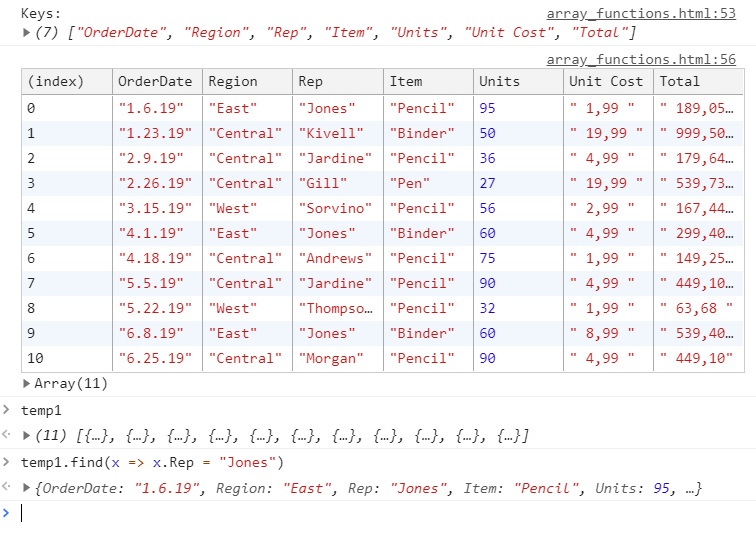 Keys: array_functions.html:53
▶(7) ["OrderDate", "Region", "Rep", "Item", "Units", "Unit Cost", "Total"]
array_functions.html:56
(index) OrderDate Region Rep Item Units Unit Cost Total
0 "1.6.19" "East" "Jones" "Pencil" 95 " 1,99 " " 189,05…
1 "1.23.19" "Central" "Kivell" "Binder" 50 " 19,99 " " 999,50…
2 "2.9.19" "Central" "Jardine" "Pencil" 36 " 4,99 " " 179,64…
3 "2.26.19" "Central" "Gill" "Pen" 27 " 19,99 " " 539,73…
4 "3.15.19" "West" "Sorvino" "Pencil" 56 " 2,99 " " 167,44…
5 "4.1.19" "East" "Jones" "Binder" 60 " 4,99 " " 299,40…
6 "4.18.19" "Central" "Andrews" "Pencil" 75 " 1,99 " " 149,25…
7 "5.5.19" "Central" "Jardine" "Pencil" 90 " 4,99 " " 449,10…
8 "5.22.19" "West" "Thompso… "Pencil" 32 " 1,99 " " 63,68 "
9 "6.8.19" "East" "Jones" "Binder" 60 " 8,99 " " 539,40…
10 "6.25.19" "Central" "Morgan" "Pencil" 90 " 4,99 " " 449,10"
▶Array(11)
> temp1
▶(11) [{…}, {…}, {…}, {…}, {…}, {…}, {…}, {…}, {…}, {…}, {…}]
> temp1.find(x => x.Rep = "Jones")
▶{OrderDate: "1.6.19", Region: "East", Rep: "Jones", Item: "Pencil", Units: 95, …}
>